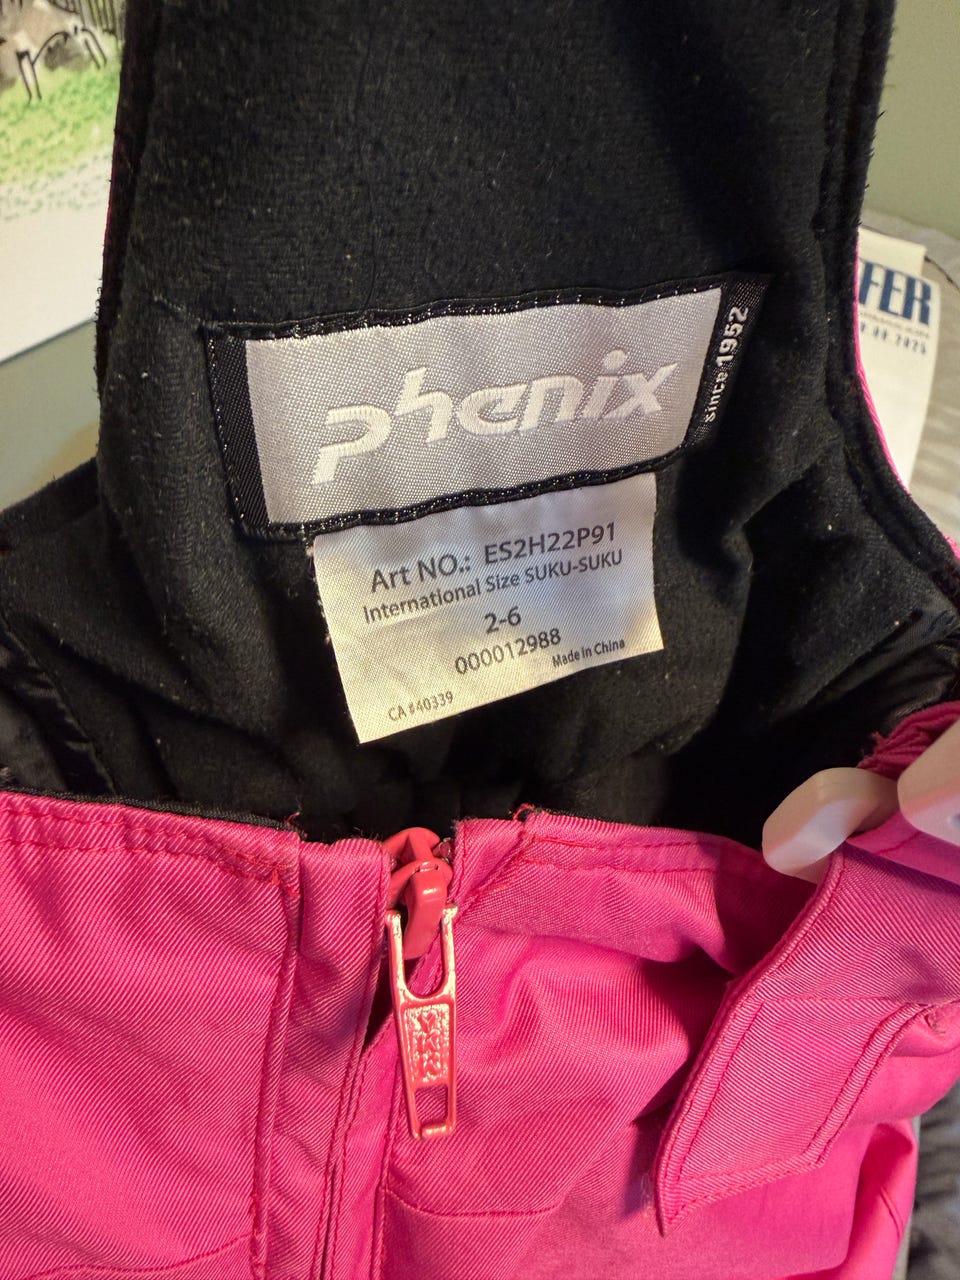 phenix
since 1952
Art NO.: ES2H22P91
International Size SUKU-SUKU
2-6
000012988
Made in China
CA #40339
FER